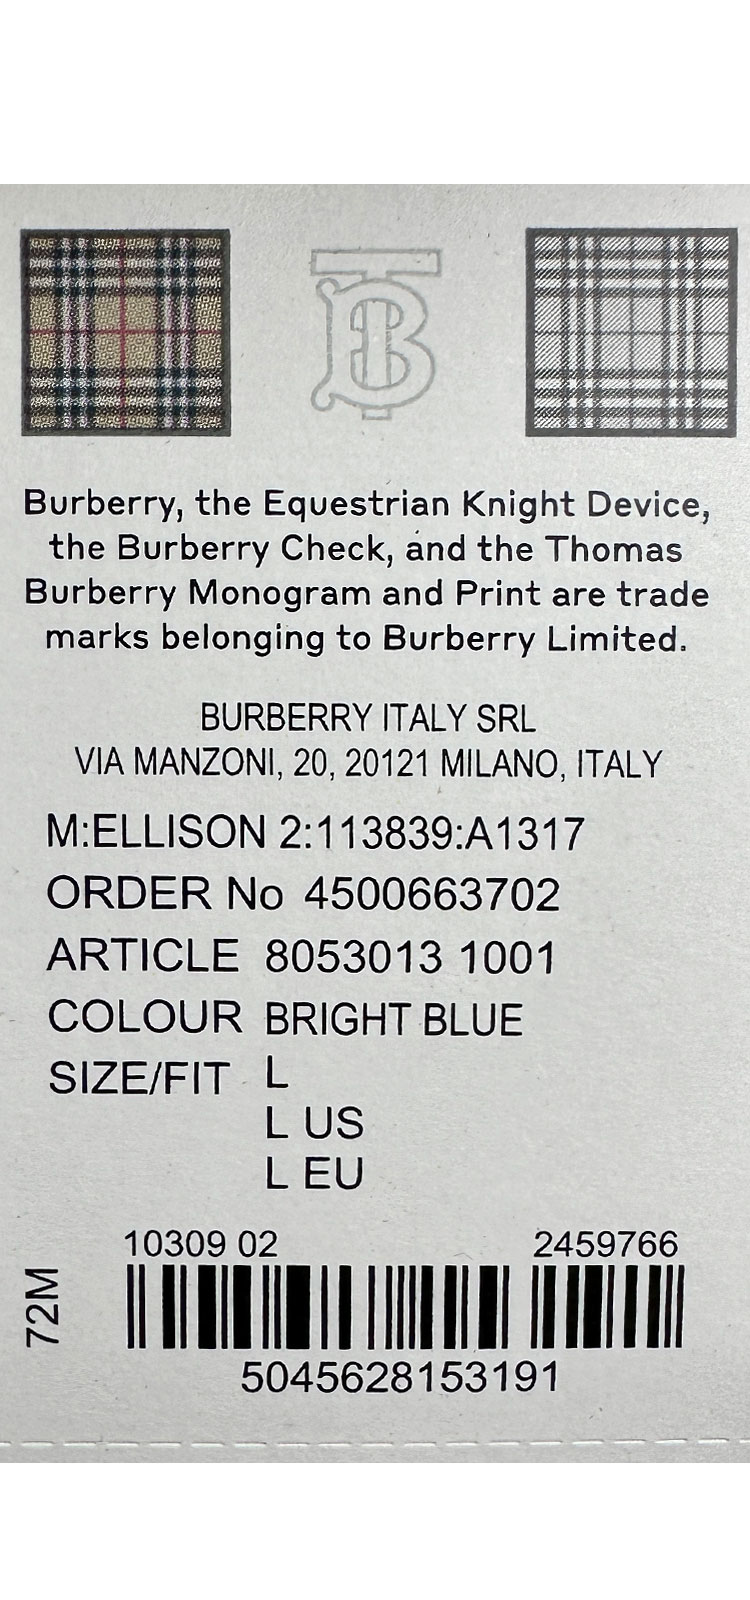 Burberry, the Equestrian Knight Device,
the Burberry Check, and the Thomas
Burberry Monogram and Print are trade
marks belonging to Burberry Limited.
BURBERRY ITALY SRL
VIA MANZONI, 20, 20121 MILANO, ITALY
M:ELLISON 2:113839:A1317
ORDER No 4500663702
ARTICLE 8053013 1001
COLOUR BRIGHT BLUE
SIZE/FIT L
L US
L EU
10309 02 2459766
72M
5045628153191